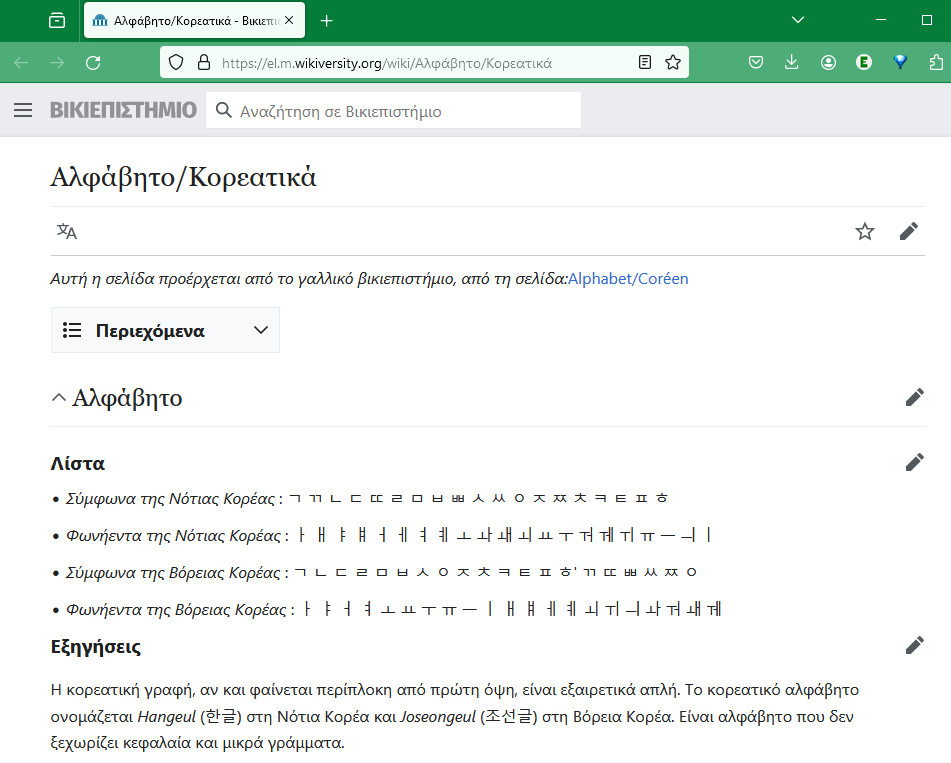 Αλφάβητο/Κορεατικά - Βικιεπι
https://el.m.wikiversity.org/wiki/Αλφάβητο/Κορεατικά
ΒΙΚΙΕΠΙΣΤΗΜΙΟ
Αναζήτηση σε Βικιεπιστήμιο
Αλφάβητο/Κορεατικά
Αυτή η σελίδα προέρχεται από το γαλλικό βικιεπιστήμιο, από τη σελίδα:Alphabet/Coréen
Περιεχόμενα
Αλφάβητο
Λίστα
• Σύμφωνα της Νότιας Κορέας : ㄱ ㄲ ㄴ ㄷ ㄸ ㄹ ㅁ ㅂ ㅃ ㅅ ㅆ ㅇ ㅈ ㅉ ㅊ ㅋ ㅌ ㅍ ㅎ
• Φωνήεντα της Νότιας Κορέας : ㅏ ㅐ ㅑ ㅒ ㅓ ㅔ ㅕ ㅖ ㅗ ㅘ ㅙ ㅚ ㅛ ㅜ ㅝ ㅞ ㅟ ㅠ ㅡ ㅢ ㅣ
• Σύμφωνα της Βόρειας Κορέας : ㄱ ㄴ ㄷ ㄹ ㅁ ㅂ ㅅ ㅇ ㅈ ㅊ ㅋ ㅌ ㅍ ㅎ' ㄲ ㄸ ㅃ ㅆ ㅉ ㅇ
• Φωνήεντα της Βόρειας Κορέας : ㅏ ㅑ ㅓ ㅕ ㅗ ㅛ ㅜ ㅠ ㅡ ㅣ ㅐ ㅒ ㅔ ㅖ ㅚ ㅟ ㅢ ㅘ ㅝ ㅙ ㅞ
Εξηγήσεις
Η κορεατική γραφή, αν και φαίνεται περίπλοκη από πρώτη όψη, είναι εξαιρετικά απλή. Το κορεατικό αλφάβητο
ονομάζεται Hangeul (한글) στη Νότια Κορέα και Joseongeul (조선글) στη Βόρεια Κορέα. Είναι αλφάβητο που δεν
ξεχωρίζει κεφαλαία και μικρά γράμματα.